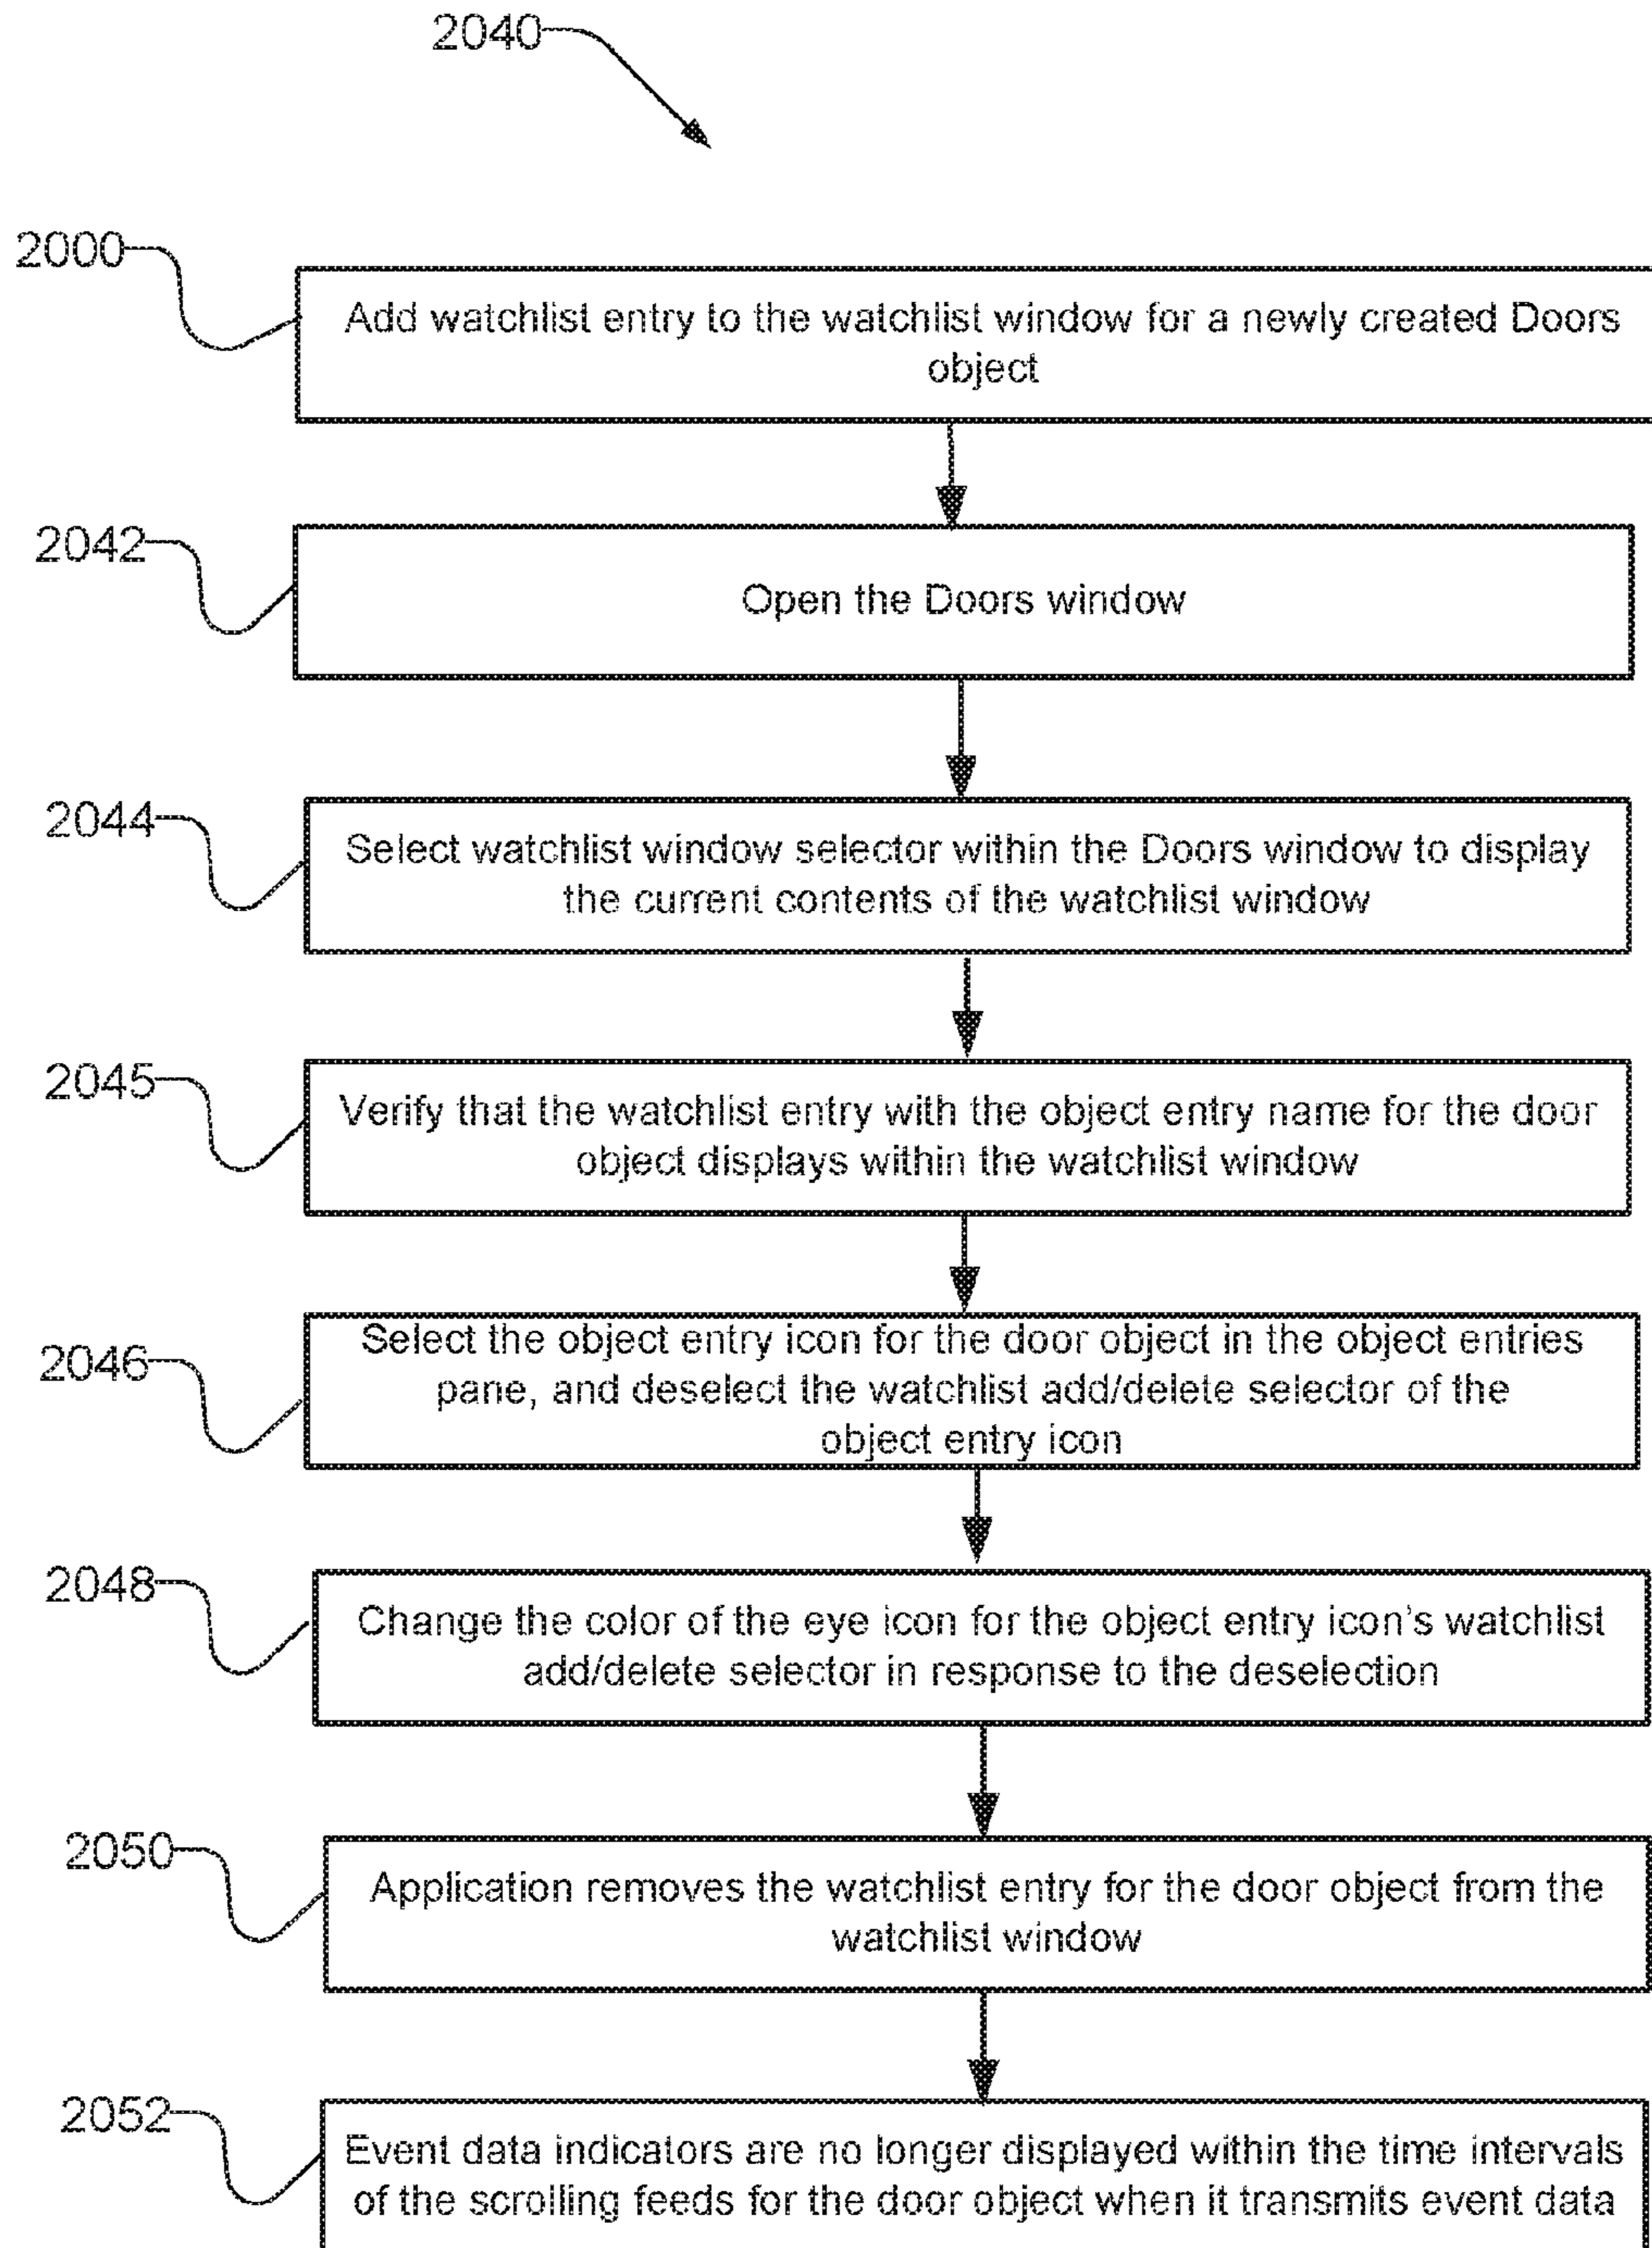 2040
2000
Add watchlist entry to the watchlist window for a newly created Doors
object
2042
Open the Doors window
2044
Select watchlist window selector within the Doors window to display
the current contents of the watchlist window
2045
Verify that the watchlist entry with the object entry name for the door
object displays within the watchlist window
2046
Select the object entry icon for the door object in the object entries
pane, and deselect the watchlist add/delete selector of the
object entry icon
2048
Change the color of the eye icon for the object entry icon's watchlist
add/delete selector in response to the deselection
2050
Application removes the watchlist entry for the door object from the
watchlist window
2052
Event data indicators are no longer displayed within the time intervals
of the scrolling feeds for the door object when it transmits event data